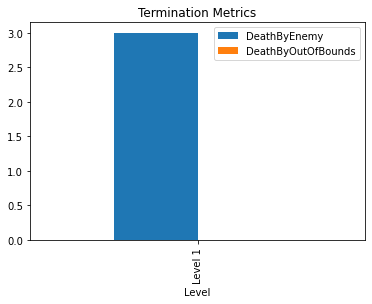 Termination Metrics
3.0
2.5
2.0
1.5
1.0
0.5
0.0
DeathByEnemy
DeathByOutOfBounds
Level 1
Level